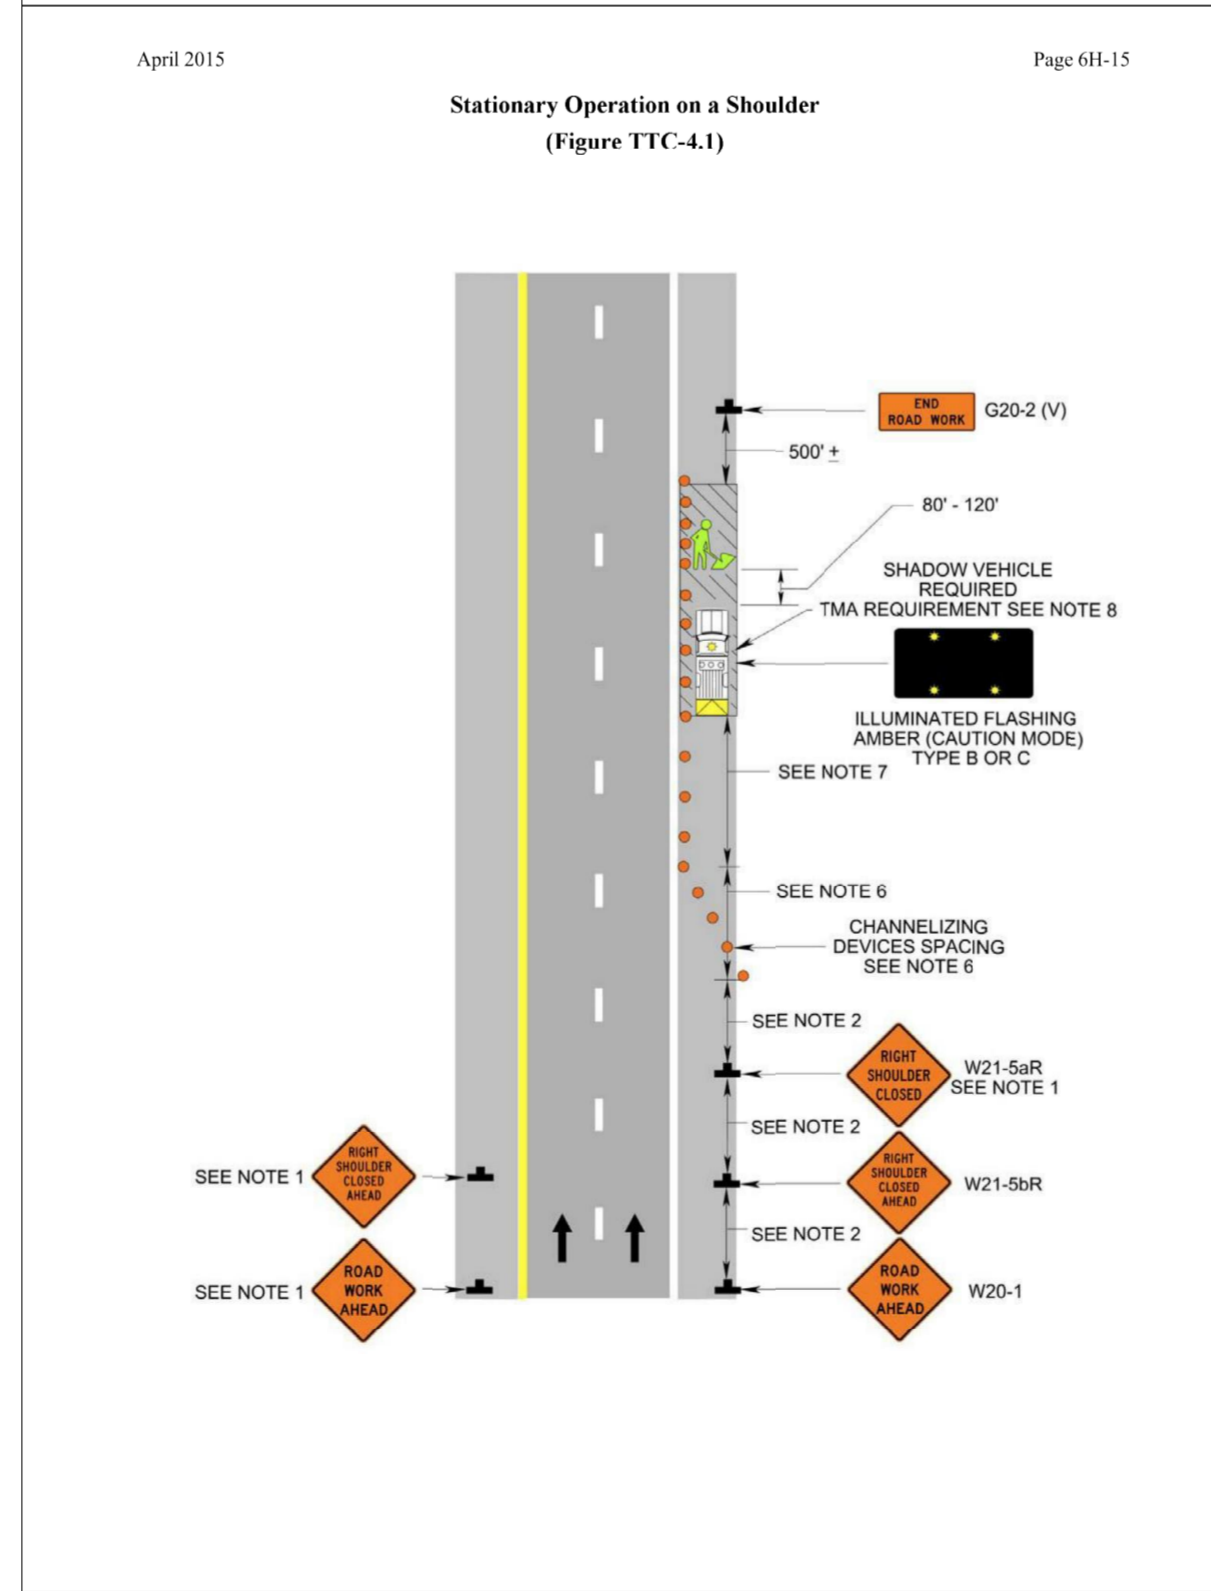 April 2015
Page 6H-15
Stationary Operation on a Shoulder
(Figure TTC-4.1)
END
ROAD WORK
G20-2 (V)
500' ±
80' - 120'
SHADOW VEHICLE
REQUIRED
TMA REQUIREMENT SEE NOTE 8
ILLUMINATED FLASHING
AMBER (CAUTION MODE)
TYPE B OR C
SEE NOTE 7
SEE NOTE 6
CHANNELIZING
DEVICES SPACING
SEE NOTE 6
SEE NOTE 2
RIGHT
SHOULDER
CLOSED
W21-5aR
SEE NOTE 1
SEE NOTE 2
SEE NOTE 1
RIGHT
SHOULDER
CLOSED
AHEAD
RIGHT
SHOULDER
CLOSED
AHEAD
W21-5bR
SEE NOTE 2
SEE NOTE 1
ROAD
WORK
AHEAD
ROAD
WORK
AHEAD
W20-1